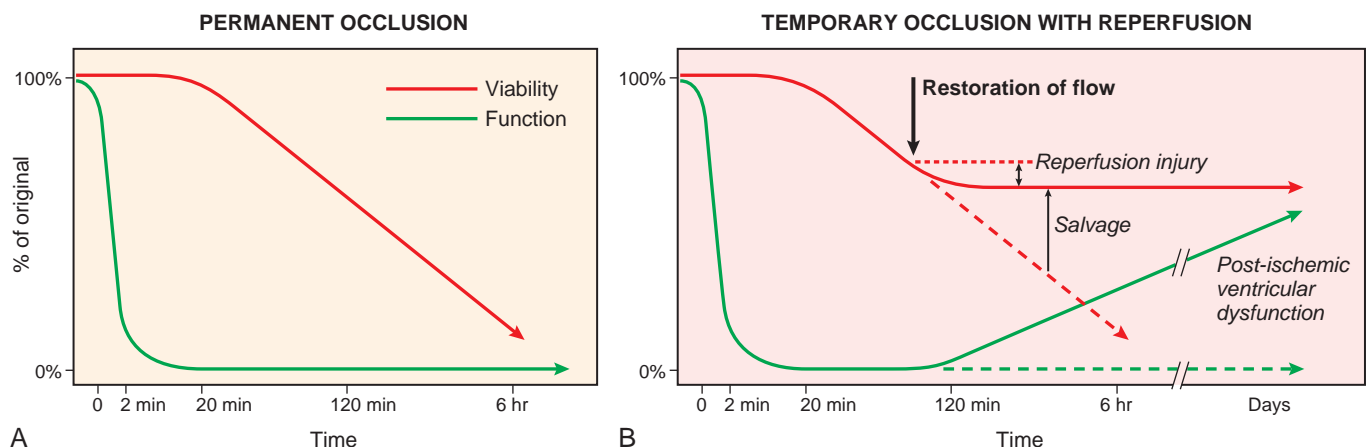 PERMANENT OCCLUSION
100%
Viability
Function
% of original
0%
0
2 min
20 min
120 min
6 hr
A
Time
TEMPORARY OCCLUSION WITH REPERFUSION
100%
Restoration of flow
Reperfusion injury
Salvage
Post-ischemic
ventricular
dysfunction
0%
0
2 min
20 min
120 min
6 hr
Days
B
Time